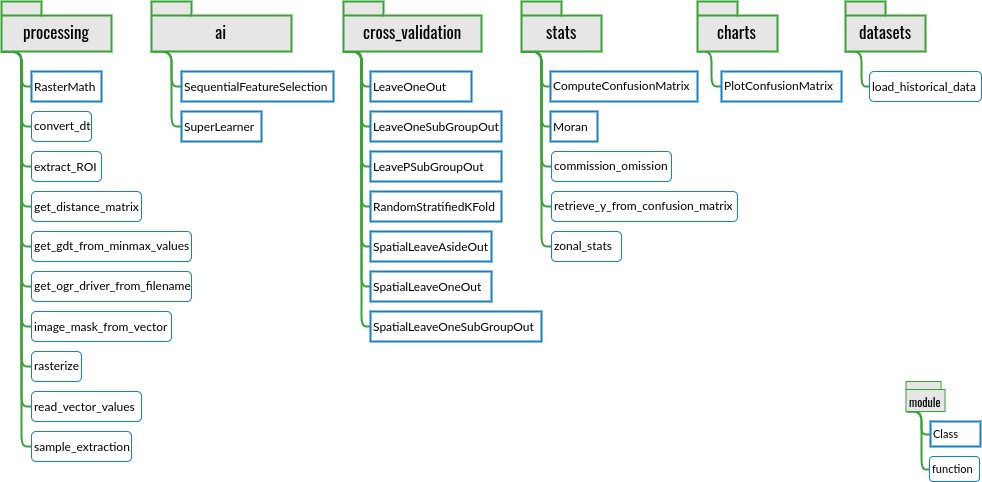 processing
RasterMath
convert_dt
extract_ROI
get_distance_matrix
get_gdt_from_minmax_values
get_ogr_driver_from_filename
image_mask_from_vector
rasterize
read_vector_values
sample_extraction
ai
SequentialFeatureSelection
SuperLearner
cross_validation
LeaveOneOut
LeaveOneSubGroupOut
LeavePSubGroupOut
RandomStratifiedKFold
SpatialLeaveAsideOut
SpatialLeaveOneOut
SpatialLeaveOneSubGroupOut
stats
ComputeConfusionMatrix
Moran
commission_omission
retrieve_y_from_confusion_matrix
zonal_stats
charts
PlotConfusionMatrix
datasets
load_historical_data
module
Class
function